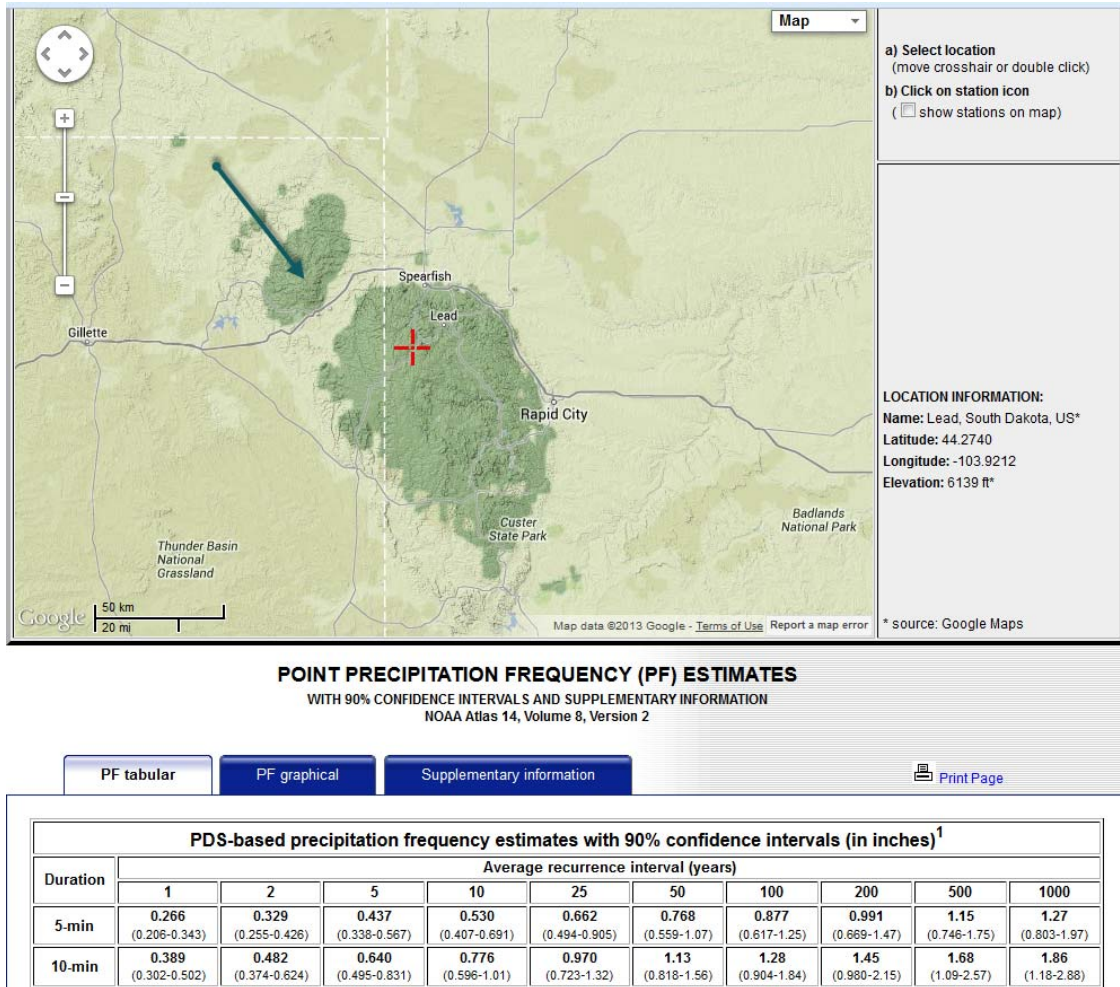 Map
a) Select location
(move crosshair or double click)
b) Click on station icon
( show stations on map)
Spearfish
Lead
Gillette
Rapid City
Custer
State Park
Badlands
National Park
Thunder Basin
National
Grassland
LOCATION INFORMATION:
Name: Lead, South Dakota, US*
Latitude: 44.2740
Longitude: -103.9212
Elevation: 6139 ft*
Google
50 km
20 mi
Map data ©2013 Google - Terms of Use Report a map error
* source: Google Maps
POINT PRECIPITATION FREQUENCY (PF) ESTIMATES
WITH 90% CONFIDENCE INTERVALS AND SUPPLEMENTARY INFORMATION
NOAA Atlas 14, Volume 8, Version 2
PF tabular PF graphical Supplementary information Print Page
PDS-based precipitation frequency estimates with 90% confidence intervals (in inches)1
Duration
Average recurrence interval (years)
1 2 5 10 25 50 100 200 500 1000
5-min
0.266 0.329 0.437 0.530 0.662 0.768 0.877 0.991 1.15 1.27
(0.206-0.343) (0.255-0.426) (0.338-0.567) (0.407-0.691) (0.494-0.905) (0.559-1.07) (0.617-1.25) (0.669-1.47) (0.746-1.75) (0.803-1.97)
10-min
0.389 0.482 0.640 0.776 0.970 1.13 1.28 1.45 1.68 1.86
(0.302-0.502) (0.374-0.624) (0.495-0.831) (0.596-1.01) (0.723-1.32) (0.818-1.56) (0.904-1.84) (0.980-2.15) (1.09-2.57) (1.18-2.88)